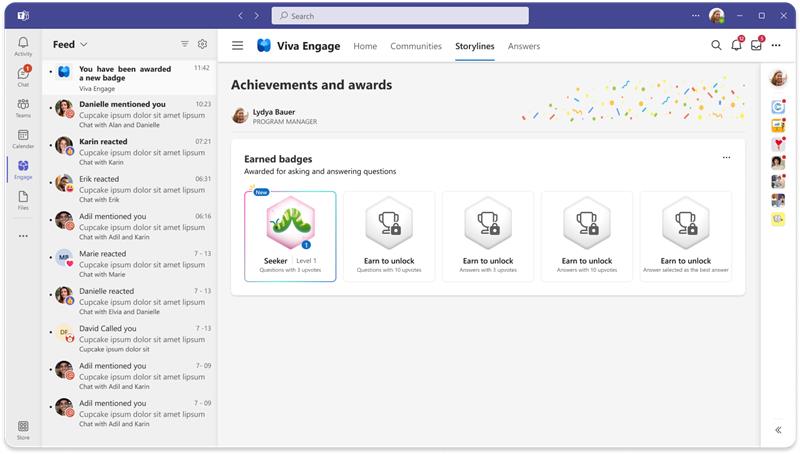 Search
Activity
Chat
1
Teams
Calendar
Engage
Files
Store
Feed
You have been awarded a new badge
11:42
Viva Engage
Danielle mentioned you
10:23
Cupcake ipsum dolor sit amet lipsum
Chat with Alan and Danielle
Karin reacted
07:21
Cupcake ipsum dolor sit amet lipsum
Chat with Karin
Erik reacted
06:31
Cupcake ipsum dolor sit amet lipsum
Chat with Erik
Adil mentioned you
06:16
Cupcake ipsum dolor sit amet lipsum
Chat with Adil and Karin
MB
Marie reacted
7 - 13
Cupcake ipsum dolor sit amet lipsum
Chat with Marie
Danielle reacted
7 - 13
Cupcake ipsum dolor sit amet lipsum
Chat with Elvia and Danielle
David Called you
7 -13
Cupcake ipsum dolor sit
Adil mentioned you
7 - 09
Cupcake ipsum dolor sit amet lipsum
Chat with Adil and Karin
Adil mentioned you
7 - 09
Cupcake ipsum dolor sit amet lipsum
Chat with Adil and Karin
Viva Engage
Home
Communities
Storylines
Answers
12
5
Achievements and awards
Lydya Bauer
PROGRAM MANAGER
Earned badges
Awarded for asking and answering questions
New
1
Seeker | Level 1
Questions with 3 upvotes
Earn to unlock
Questions with 10 upvotes
Earn to unlock
Answers with 3 upvotes
Earn to unlock
Answers with 10 upvotes
Earn to unlock
Answer selected as the best answer